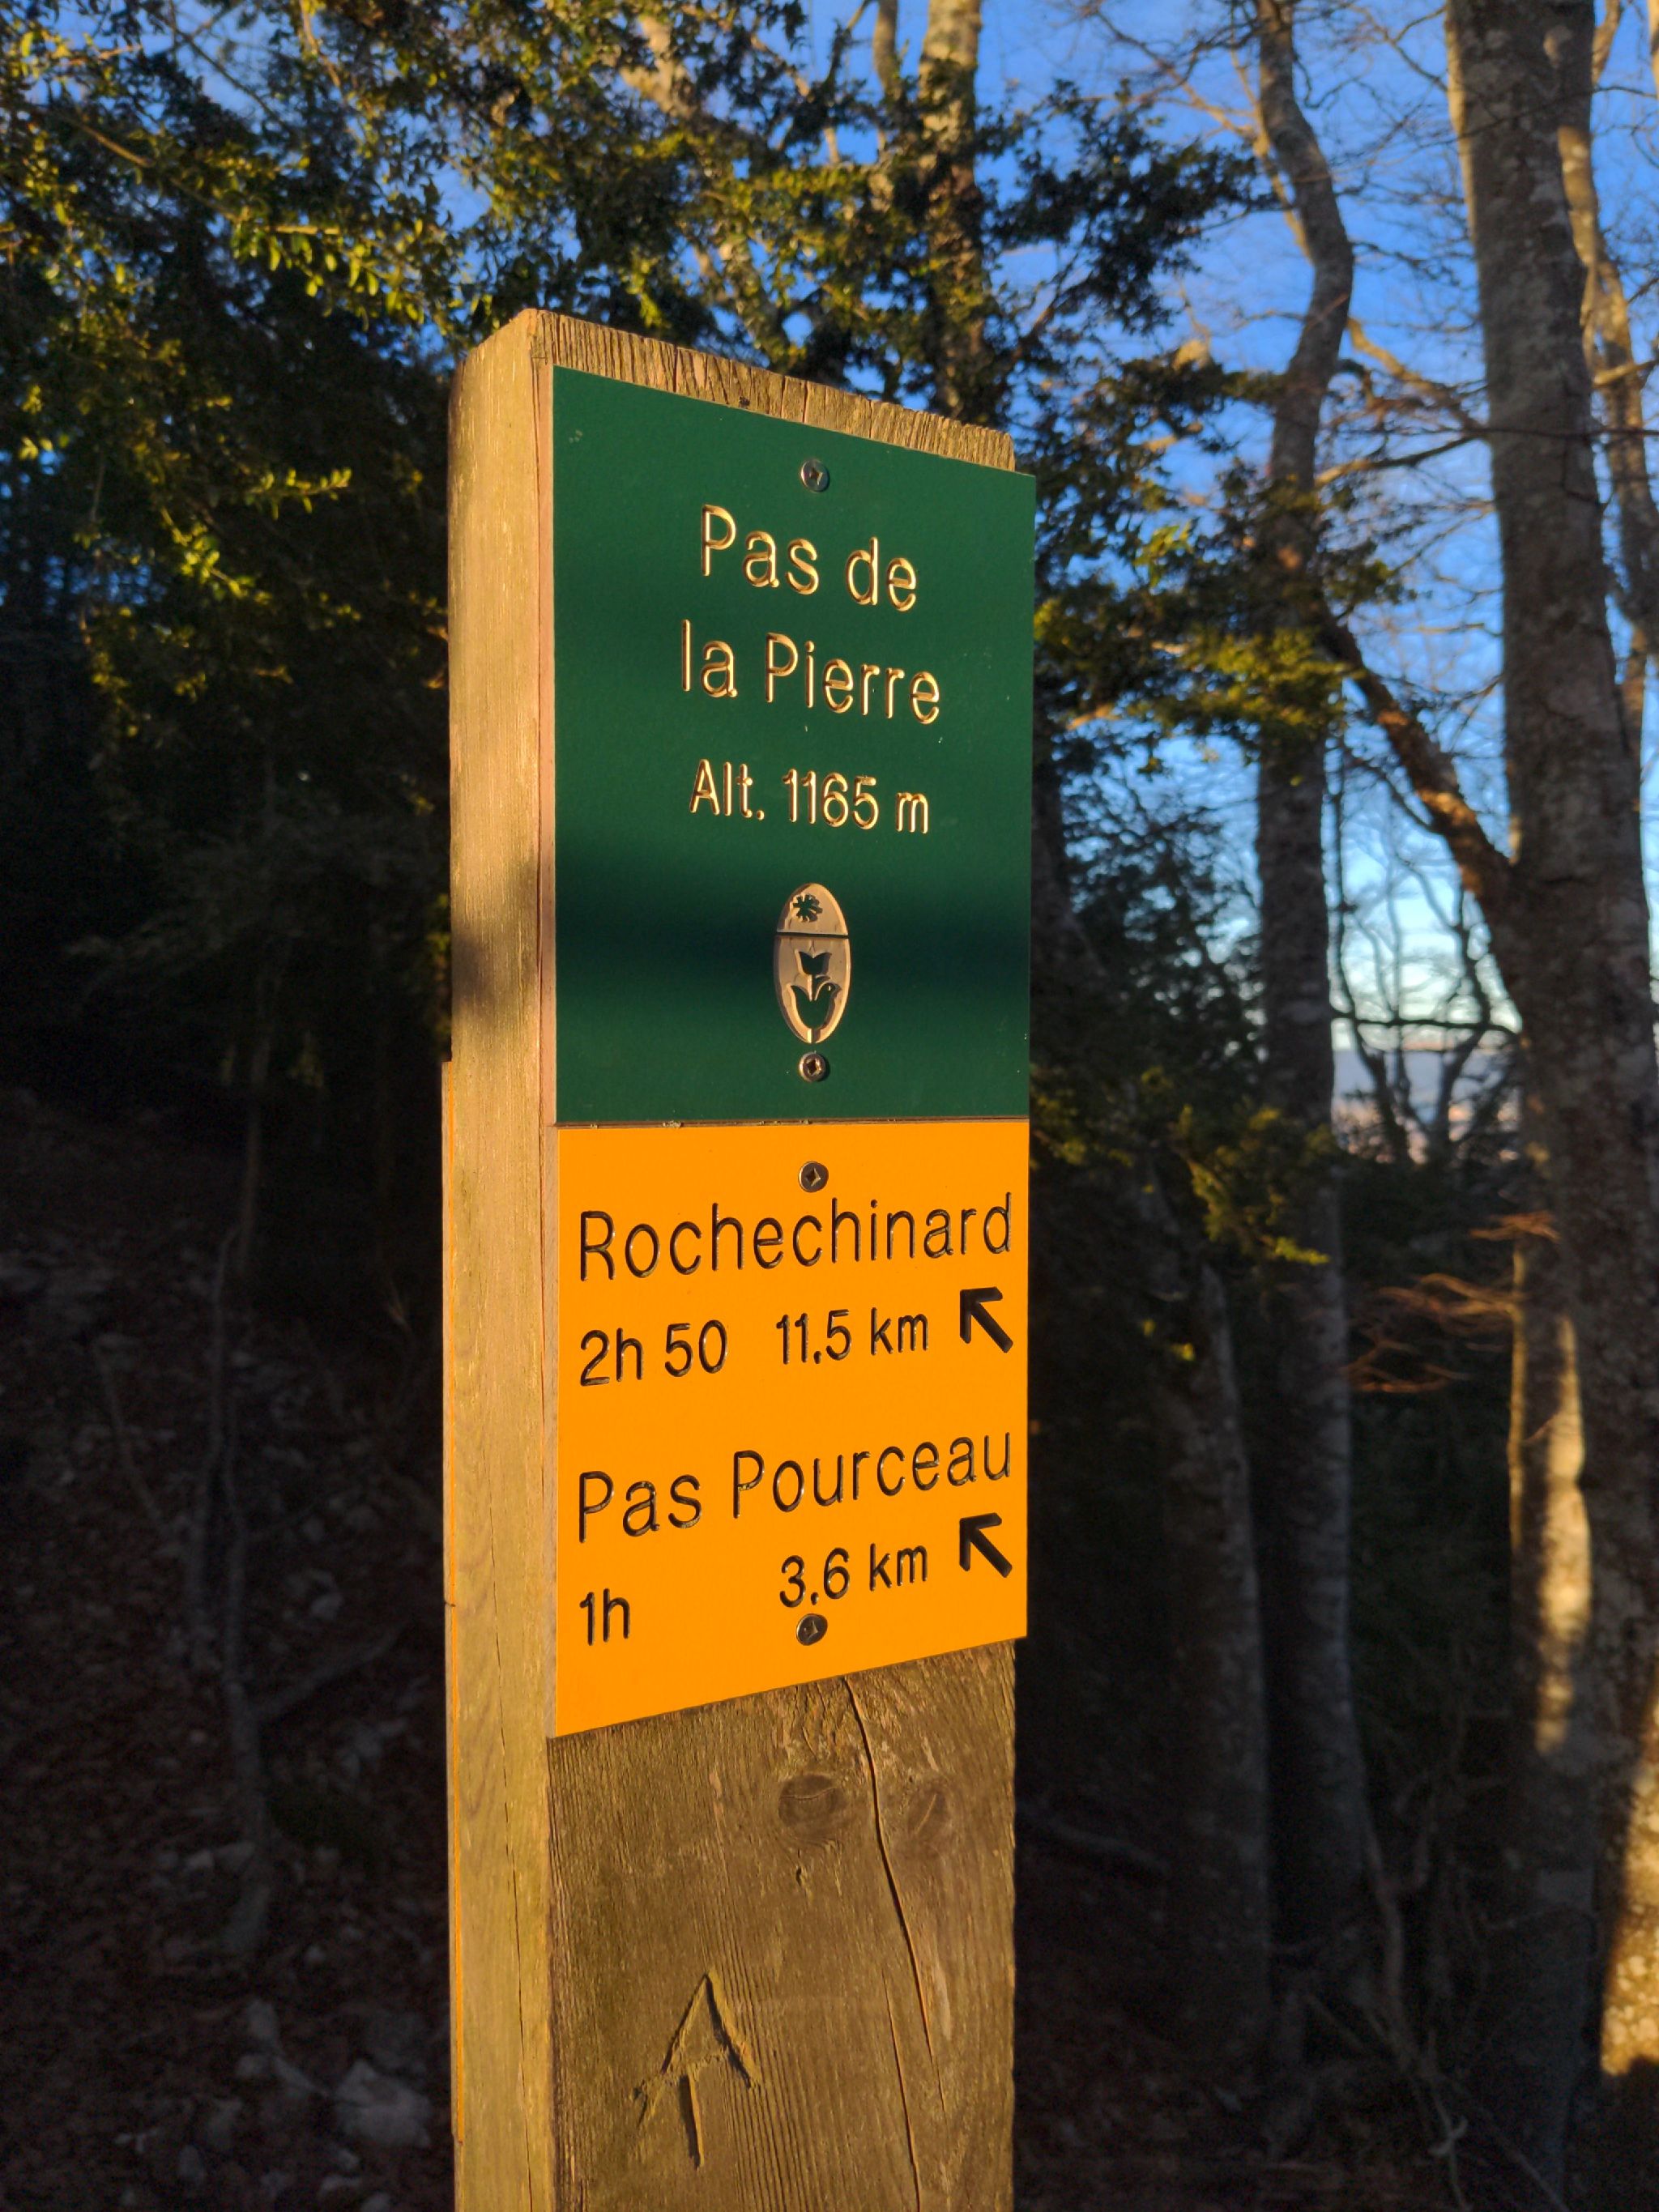 Pas de
la Pierre
Alt. 1165 m
Rochechinard
2h 50 11.5 km
Pas Pourceau
1h 3.6 km